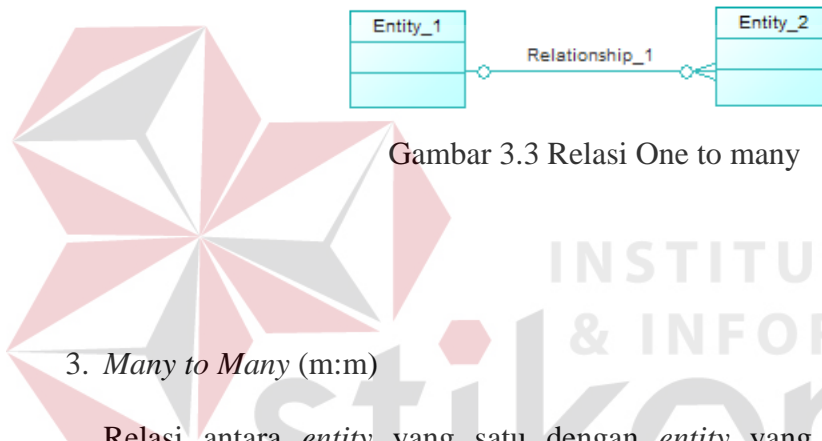 Entity_1
Entity_2
Relationship_1
Gambar 3.3 Relasi One to many
INSTITU
& INFOR
3. Many to Many (m:m)
stikom
Relasi antara entity yang satu dengan entity yang